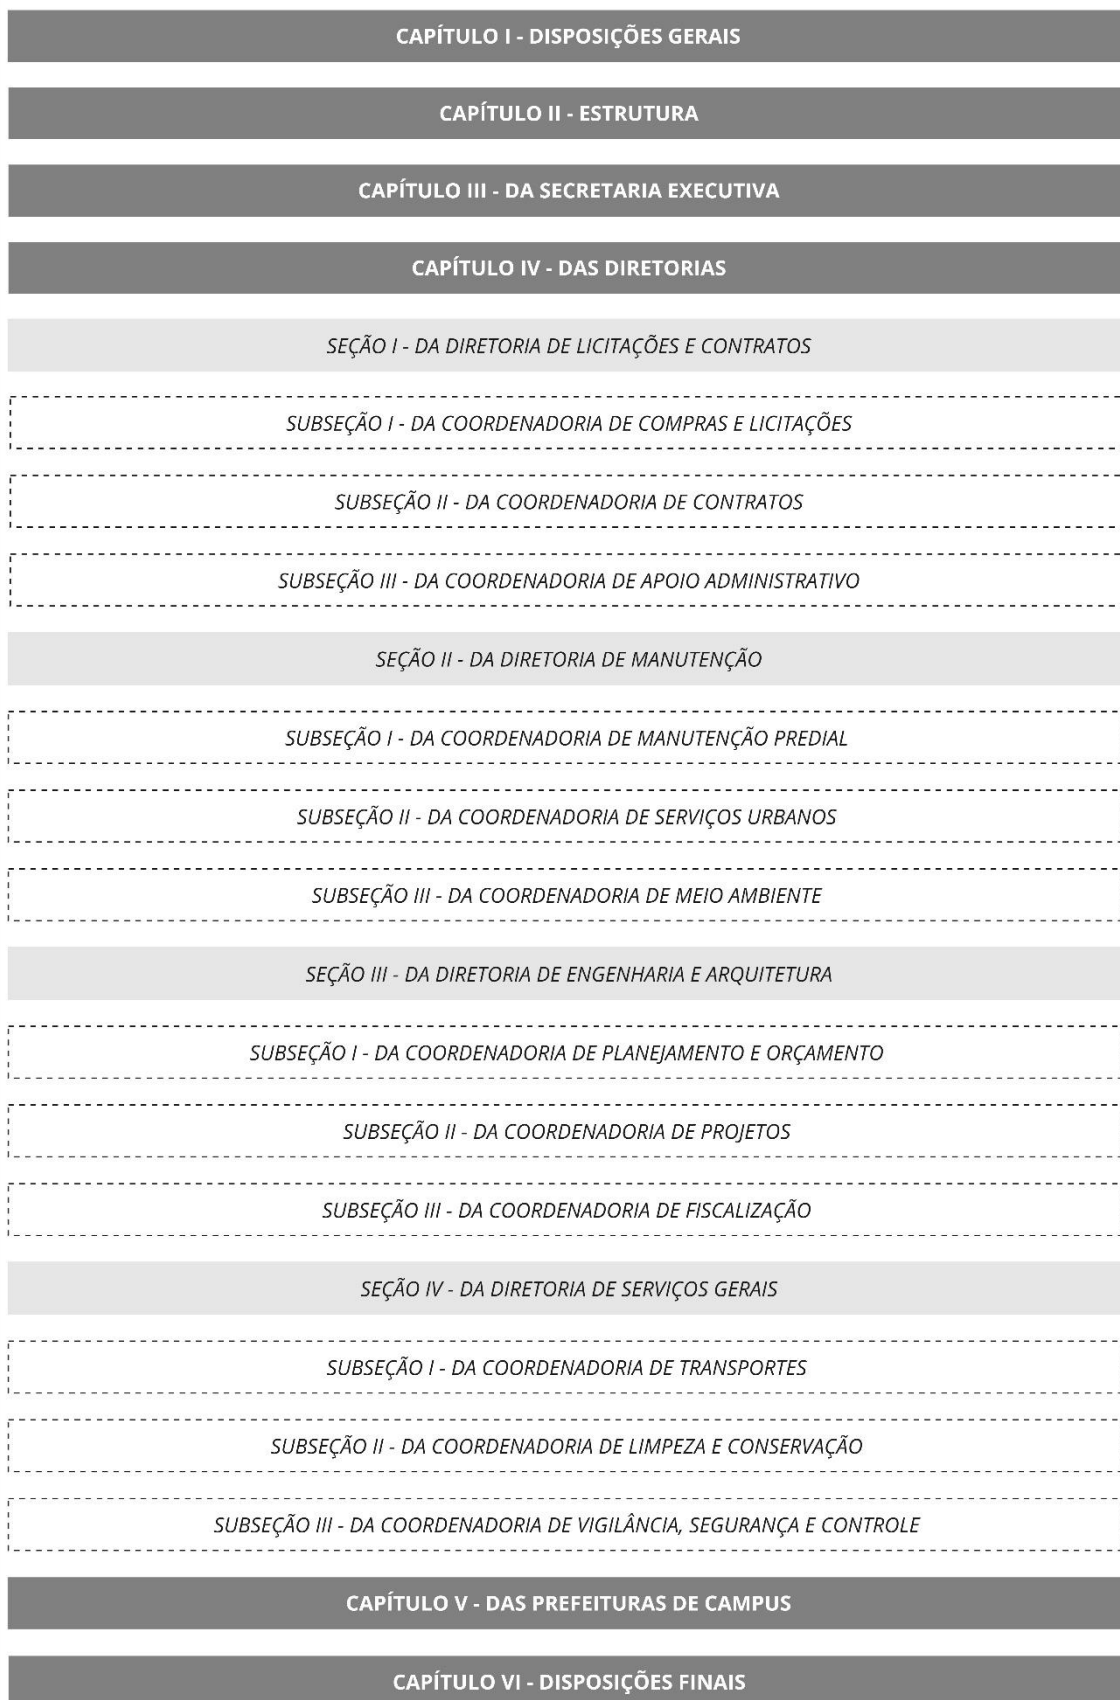 CAPÍTULO I - DISPOSIÇÕES GERAIS
CAPÍTULO II - ESTRUTURA
CAPÍTULO III - DA SECRETARIA EXECUTIVA
CAPÍTULO IV - DAS DIRETORIAS
SEÇÃO I - DA DIRETORIA DE LICITAÇÕES E CONTRATOS
SUBSEÇÃO I - DA COORDENADORIA DE COMPRAS E LICITAÇÕES
SUBSEÇÃO II - DA COORDENADORIA DE CONTRATOS
SUBSEÇÃO III - DA COORDENADORIA DE APOIO ADMINISTRATIVO
SEÇÃO II - DA DIRETORIA DE MANUTENÇÃO
SUBSEÇÃO I - DA COORDENADORIA DE MANUTENÇÃO PREDIAL
SUBSEÇÃO II - DA COORDENADORIA DE SERVIÇOS URBANOS
SUBSEÇÃO III - DA COORDENADORIA DE MEIO AMBIENTE
SEÇÃO III - DA DIRETORIA DE ENGENHARIA E ARQUITETURA
SUBSEÇÃO I - DA COORDENADORIA DE PLANEJAMENTO E ORÇAMENTO
SUBSEÇÃO II - DA COORDENADORIA DE PROJETOS
SUBSEÇÃO III - DA COORDENADORIA DE FISCALIZAÇÃO
SEÇÃO IV - DA DIRETORIA DE SERVIÇOS GERAIS
SUBSEÇÃO I - DA COORDENADORIA DE TRANSPORTES
SUBSEÇÃO II - DA COORDENADORIA DE LIMPEZA E CONSERVAÇÃO
SUBSEÇÃO III - DA COORDENADORIA DE VIGILÂNCIA, SEGURANÇA E CONTROLE
CAPÍTULO V - DAS PREFEITURAS DE CAMPUS
CAPÍTULO VI - DISPOSIÇÕES FINAIS